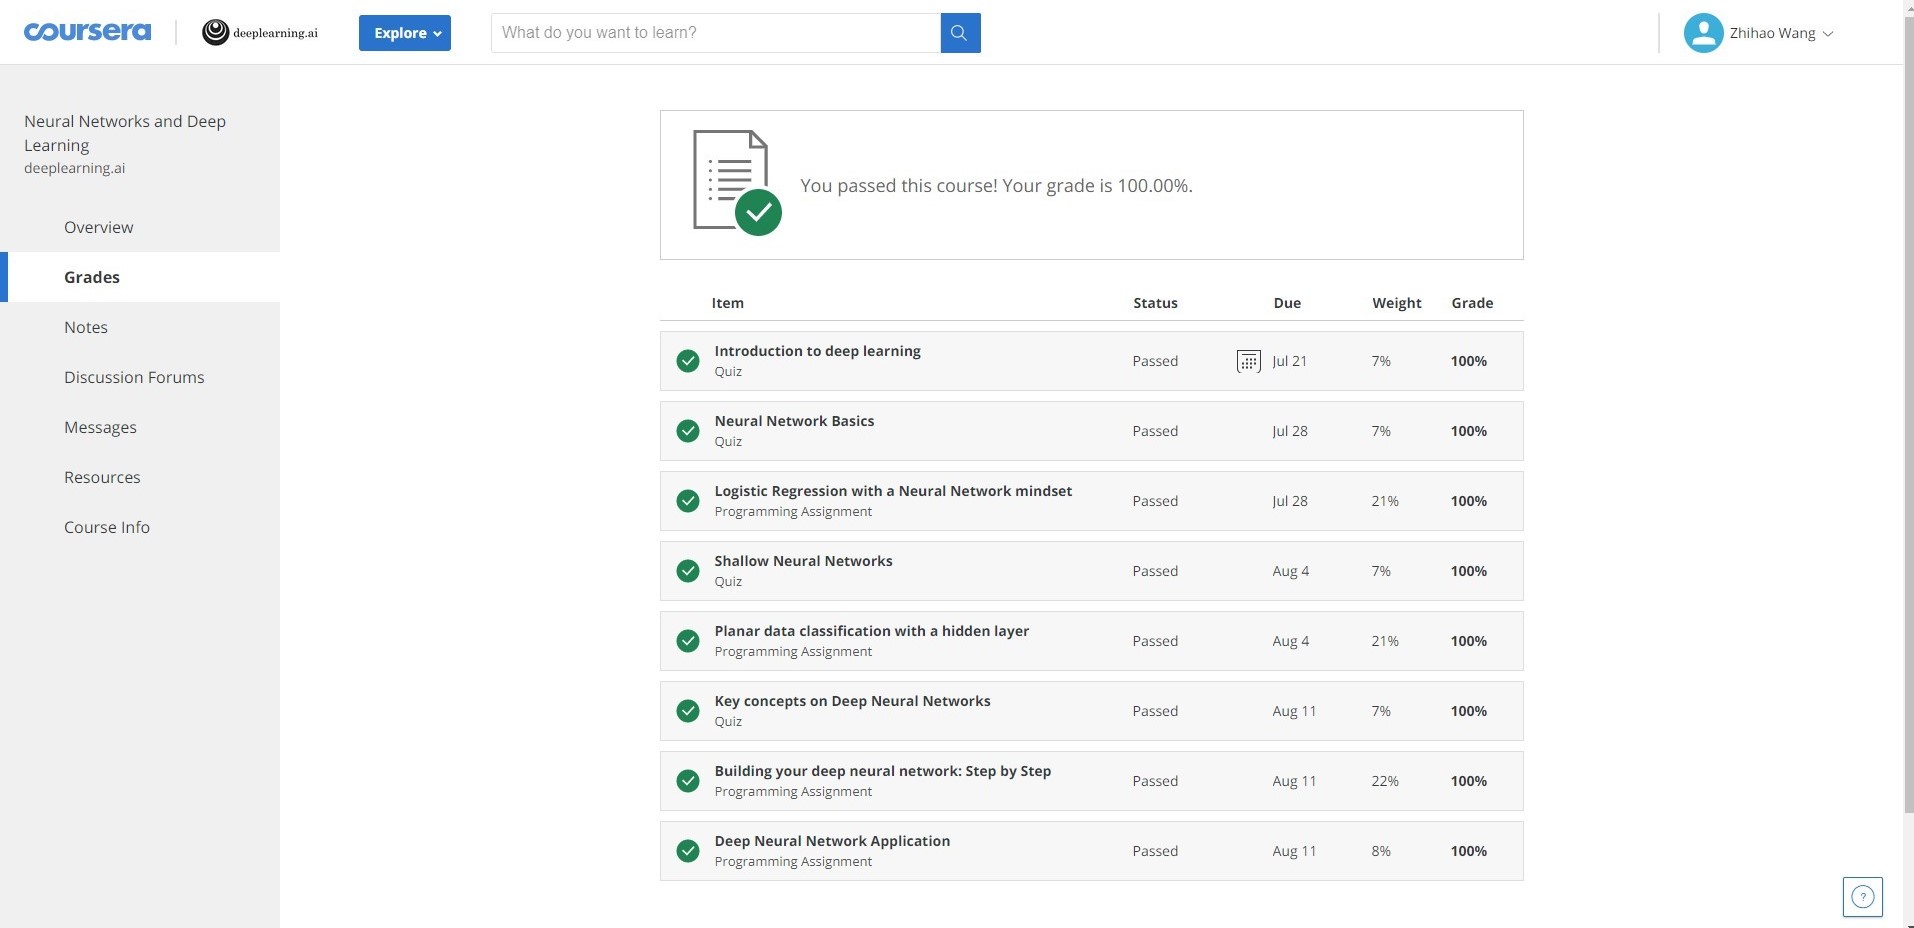 coursera
deeplearning.ai
Explore
What do you want to learn?
Zhihao Wang
Neural Networks and Deep
Learning
deeplearning.ai
Overview
Grades
Notes
Discussion Forums
Messages
Resources
Course Info
You passed this course! Your grade is 100.00%.
Item Status Due Weight Grade
Introduction to deep learning
Quiz
Passed Jul 21 7% 100%
Neural Network Basics
Quiz
Passed Jul 28 7% 100%
Logistic Regression with a Neural Network mindset
Programming Assignment
Passed Jul 28 21% 100%
Shallow Neural Networks
Quiz
Passed Aug 4 7% 100%
Planar data classification with a hidden layer
Programming Assignment
Passed Aug 4 21% 100%
Key concepts on Deep Neural Networks
Quiz
Passed Aug 11 7% 100%
Building your deep neural network: Step by Step
Programming Assignment
Passed Aug 11 22% 100%
Deep Neural Network Application
Programming Assignment
Passed Aug 11 8% 100%
?